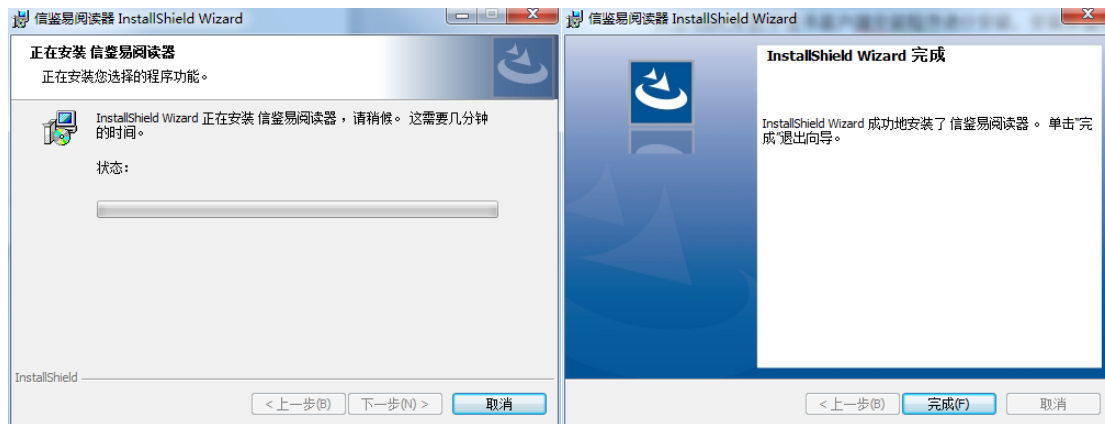 信鉴易阅读器 InstallShield Wizard
正在安装 信鉴易阅读器
正在安装您选择的程序功能。
InstallShield Wizard 正在安装 信鉴易阅读器 ，请稍候。 这需要几分钟
的时间。
状态：
InstallShield
< 上一步(B)
下一步(N) >
取消
信鉴易阅读器 InstallShield Wizard
InstallShield Wizard 完成
InstallShield Wizard 成功地安装了 信鉴易阅读器 。 单击"完
成"退出向导。
< 上一步(B)
完成(F)
取消